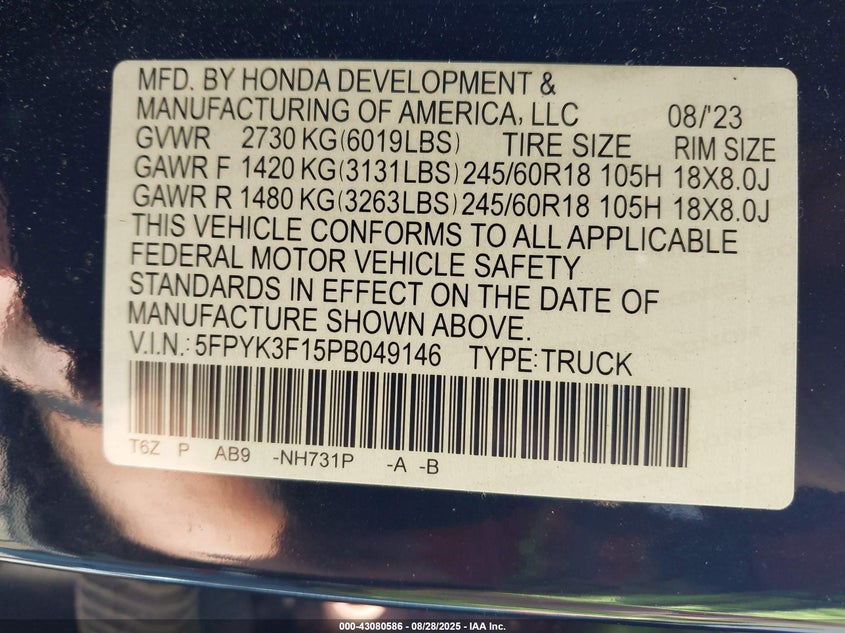 MFD. BY HONDA DEVELOPMENT &
MANUFACTURING OF AMERICA, LLC 08/'23
GVWR 2730 KG(6019LBS) TIRE SIZE RIM SIZE
GAWR F 1420 KG(3131LBS) 245/60R18 105H 18X8.0J
GAWR R 1480 KG(3263LBS) 245/60R18 105H 18X8.0J
THIS VEHICLE CONFORMS TO ALL APPLICABLE
FEDERAL MOTOR VEHICLE SAFETY
STANDARDS IN EFFECT ON THE DATE OF
MANUFACTURE SHOWN ABOVE.
V.I.N.: 5FPYK3F15PB049146 TYPE: TRUCK
T6Z P AB9 -NH731P -A -B
000-43080586 - 08/28/2025 - IAA Inc.